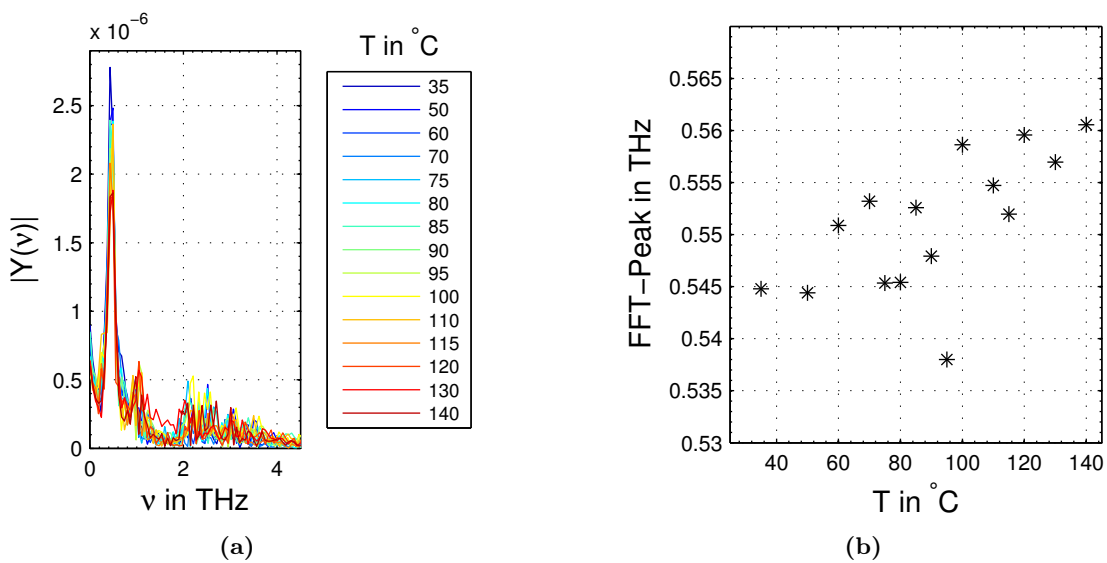 x 10⁻⁶
T in °C
|Y(ν)|
2.5
2
1.5
1
0.5
0
0 2 4
ν in THz
35
50
60
70
75
80
85
90
95
100
110
115
120
130
140
(a)
FFT−Peak in THz
0.565
0.56
0.555
0.55
0.545
0.54
0.535
0.53
40 60 80 100 120 140
T in °C
(b)